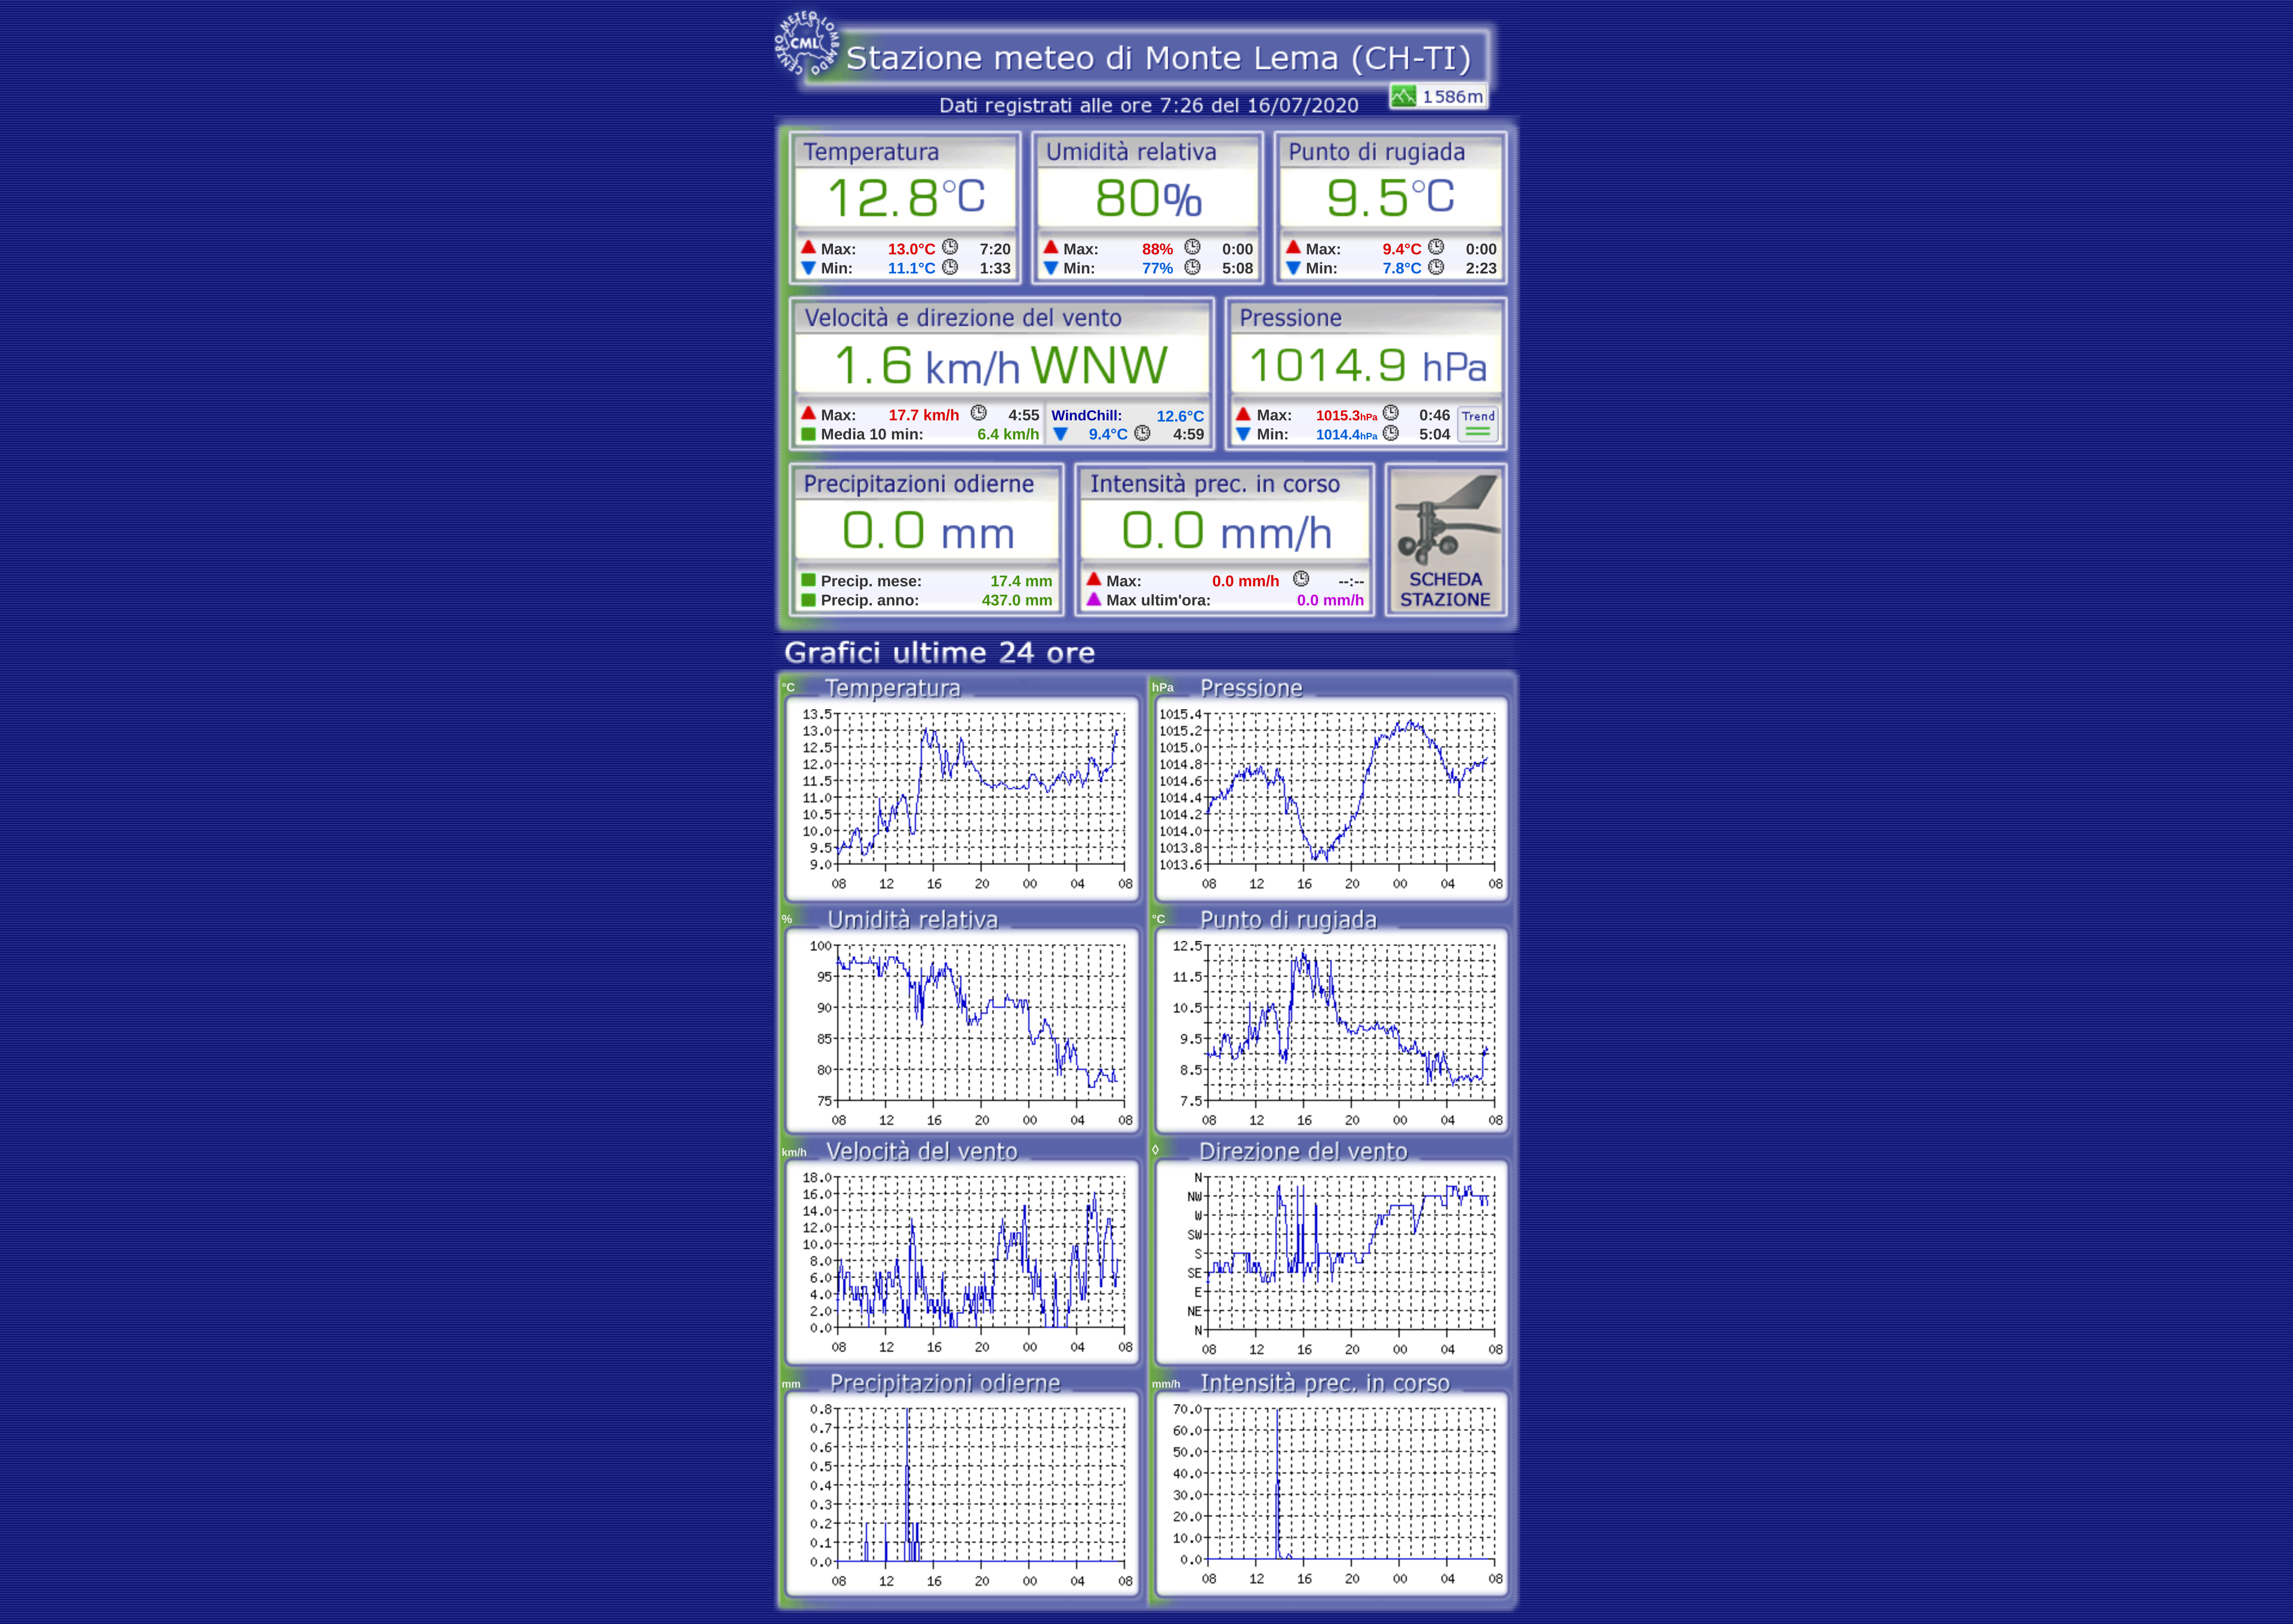 CENTRO METEO LOMBARDO
CML
Stazione meteo di Monte Lema (CH-TI)
1586m
Dati registrati alle ore 7:26 del 16/07/2020
Temperatura
12.8°C
Max: 13.0°C 7:20
Min: 11.1°C 1:33
Umidità relativa
80%
Max: 88% 0:00
Min: 77% 5:08
Punto di rugiada
9.5°C
Max: 9.4°C 0:00
Min: 7.8°C 2:23
Velocità e direzione del vento
1.6 km/h WNW
Max: 17.7 km/h 4:55
Media 10 min: 6.4 km/h
WindChill: 12.6°C
9.4°C 4:59
Pressione
1014.9 hPa
Max: 1015.3hPa 0:46
Min: 1014.4hPa 5:04
Trend
Precipitazioni odierne
0.0 mm
Precip. mese: 17.4 mm
Precip. anno: 437.0 mm
Intensità prec. in corso
0.0 mm/h
Max: 0.0 mm/h --:--
Max ultim'ora: 0.0 mm/h
SCHEDA
STAZIONE
Grafici ultime 24 ore
°C Temperatura
13.5
13.0
12.5
12.0
11.5
11.0
10.5
10.0
9.5
9.0
08 12 16 20 00 04 08
hPa Pressione
1015.4
1015.2
1015.0
1014.8
1014.6
1014.4
1014.2
1014.0
1013.8
1013.6
08 12 16 20 00 04 08
% Umidità relativa
100
95
90
85
80
75
08 12 16 20 00 04 08
°C Punto di rugiada
12.5
11.5
10.5
9.5
8.5
7.5
08 12 16 20 00 04 08
km/h Velocità del vento
18.0
16.0
14.0
12.0
10.0
8.0
6.0
4.0
2.0
0.0
08 12 16 20 00 04 08
◊ Direzione del vento
N
NW
W
SW
S
SE
E
NE
N
08 12 16 20 00 04 08
mm Precipitazioni odierne
0.8
0.7
0.6
0.5
0.4
0.3
0.2
0.1
0.0
08 12 16 20 00 04 08
mm/h Intensità prec. in corso
70.0
60.0
50.0
40.0
30.0
20.0
10.0
0.0
08 12 16 20 00 04 08